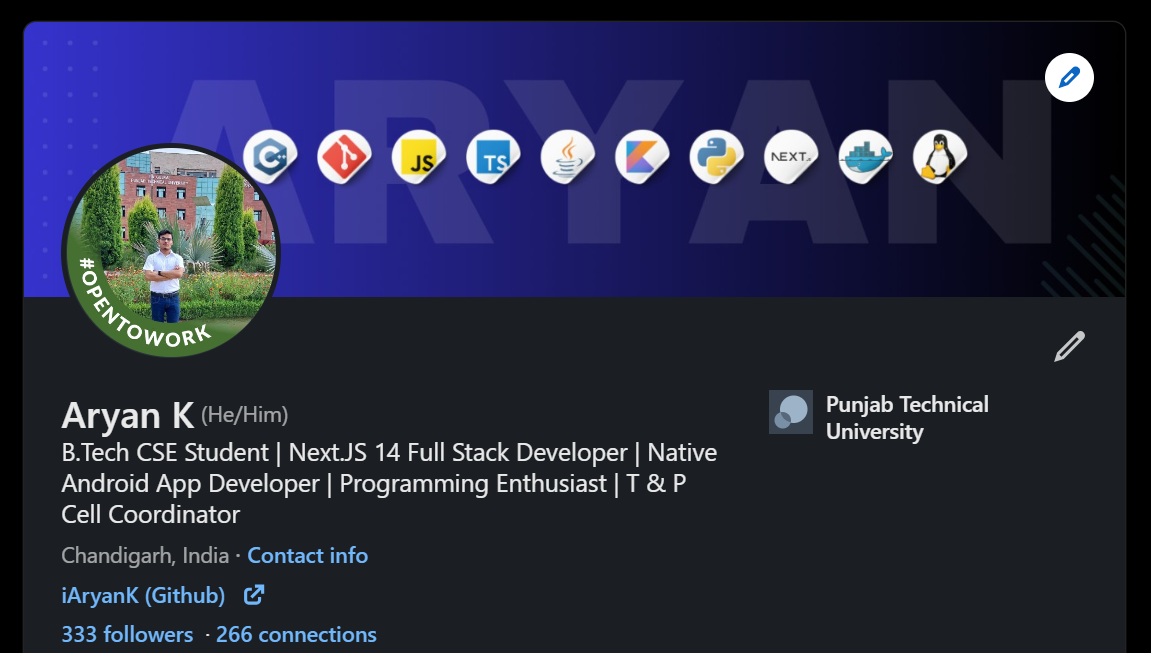 ARYAN
JS
TS
NEXT.JS
#OPENTOWORK
Aryan K (He/Him)
Punjab Technical
University
B.Tech CSE Student | Next.JS 14 Full Stack Developer | Native
Android App Developer | Programming Enthusiast | T & P
Cell Coordinator
Chandigarh, India · Contact info
iAryanK (Github)
333 followers · 266 connections